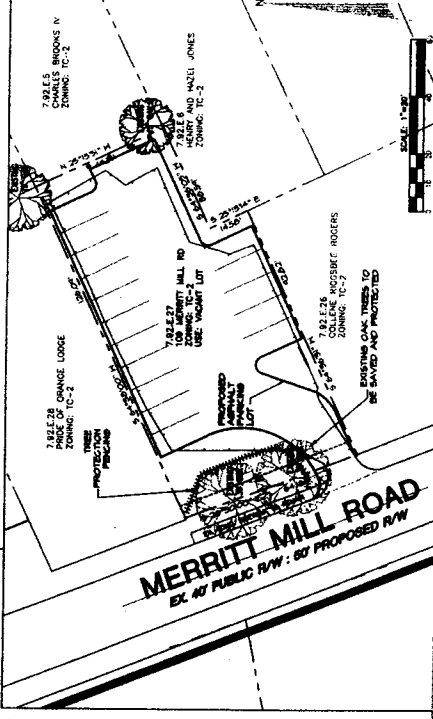 7.92.E.5
CHARLES BROOKS IV
ZONING: TC-2
7.92.E.6
HENRY AND HAZEL JONES
ZONING: TC-2
SCALE: 1"=20'
7.92.E.28
PRIDE OF ORANGE LODGE
ZONING: TC-2
TREE
PROTECTION
FENCING
7.92.E.27
109 MERRITT MILL RD
ZONING: TC-2
USE: VACANT LOT
PROPOSED
ASPHALT
PARKING
LOT
7.92.E.26
COLLENE RIGGSBEE ROGERS
ZONING: TC-2
EXISTING OAK TREES TO
BE SAVED AND PROTECTED
MERRITT MILL ROAD
EX. 40' PUBLIC R/W : 60' PROPOSED R/W